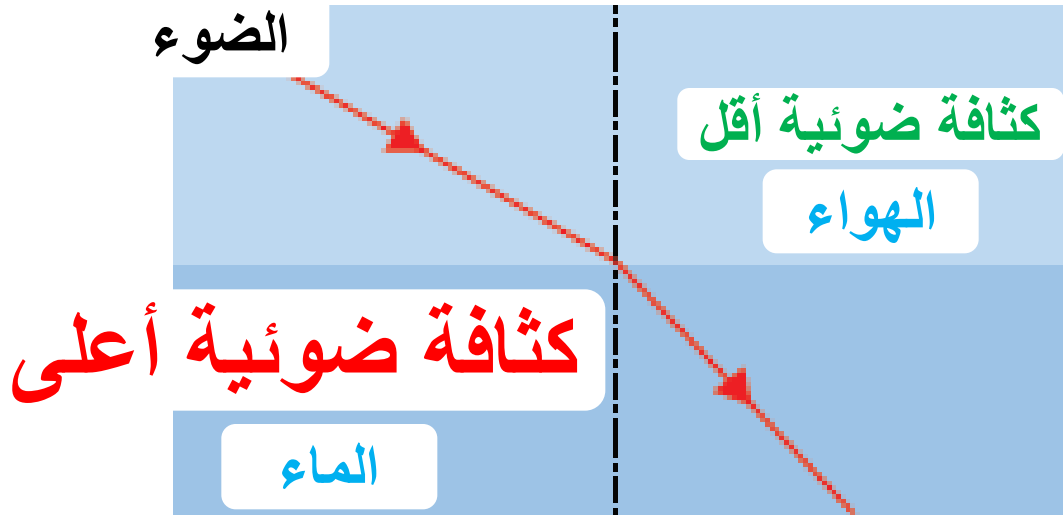 الضوء
كثافة ضوئية أقل
الهواء
كثافة ضوئية أعلى
الماء